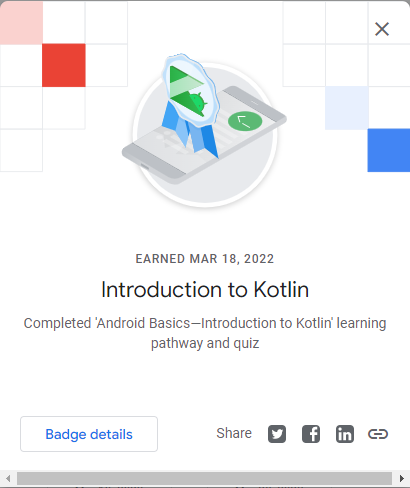 EARNED MAR 18, 2022
Introduction to Kotlin
Completed 'Android Basics—Introduction to Kotlin' learning
pathway and quiz
Badge details
Share